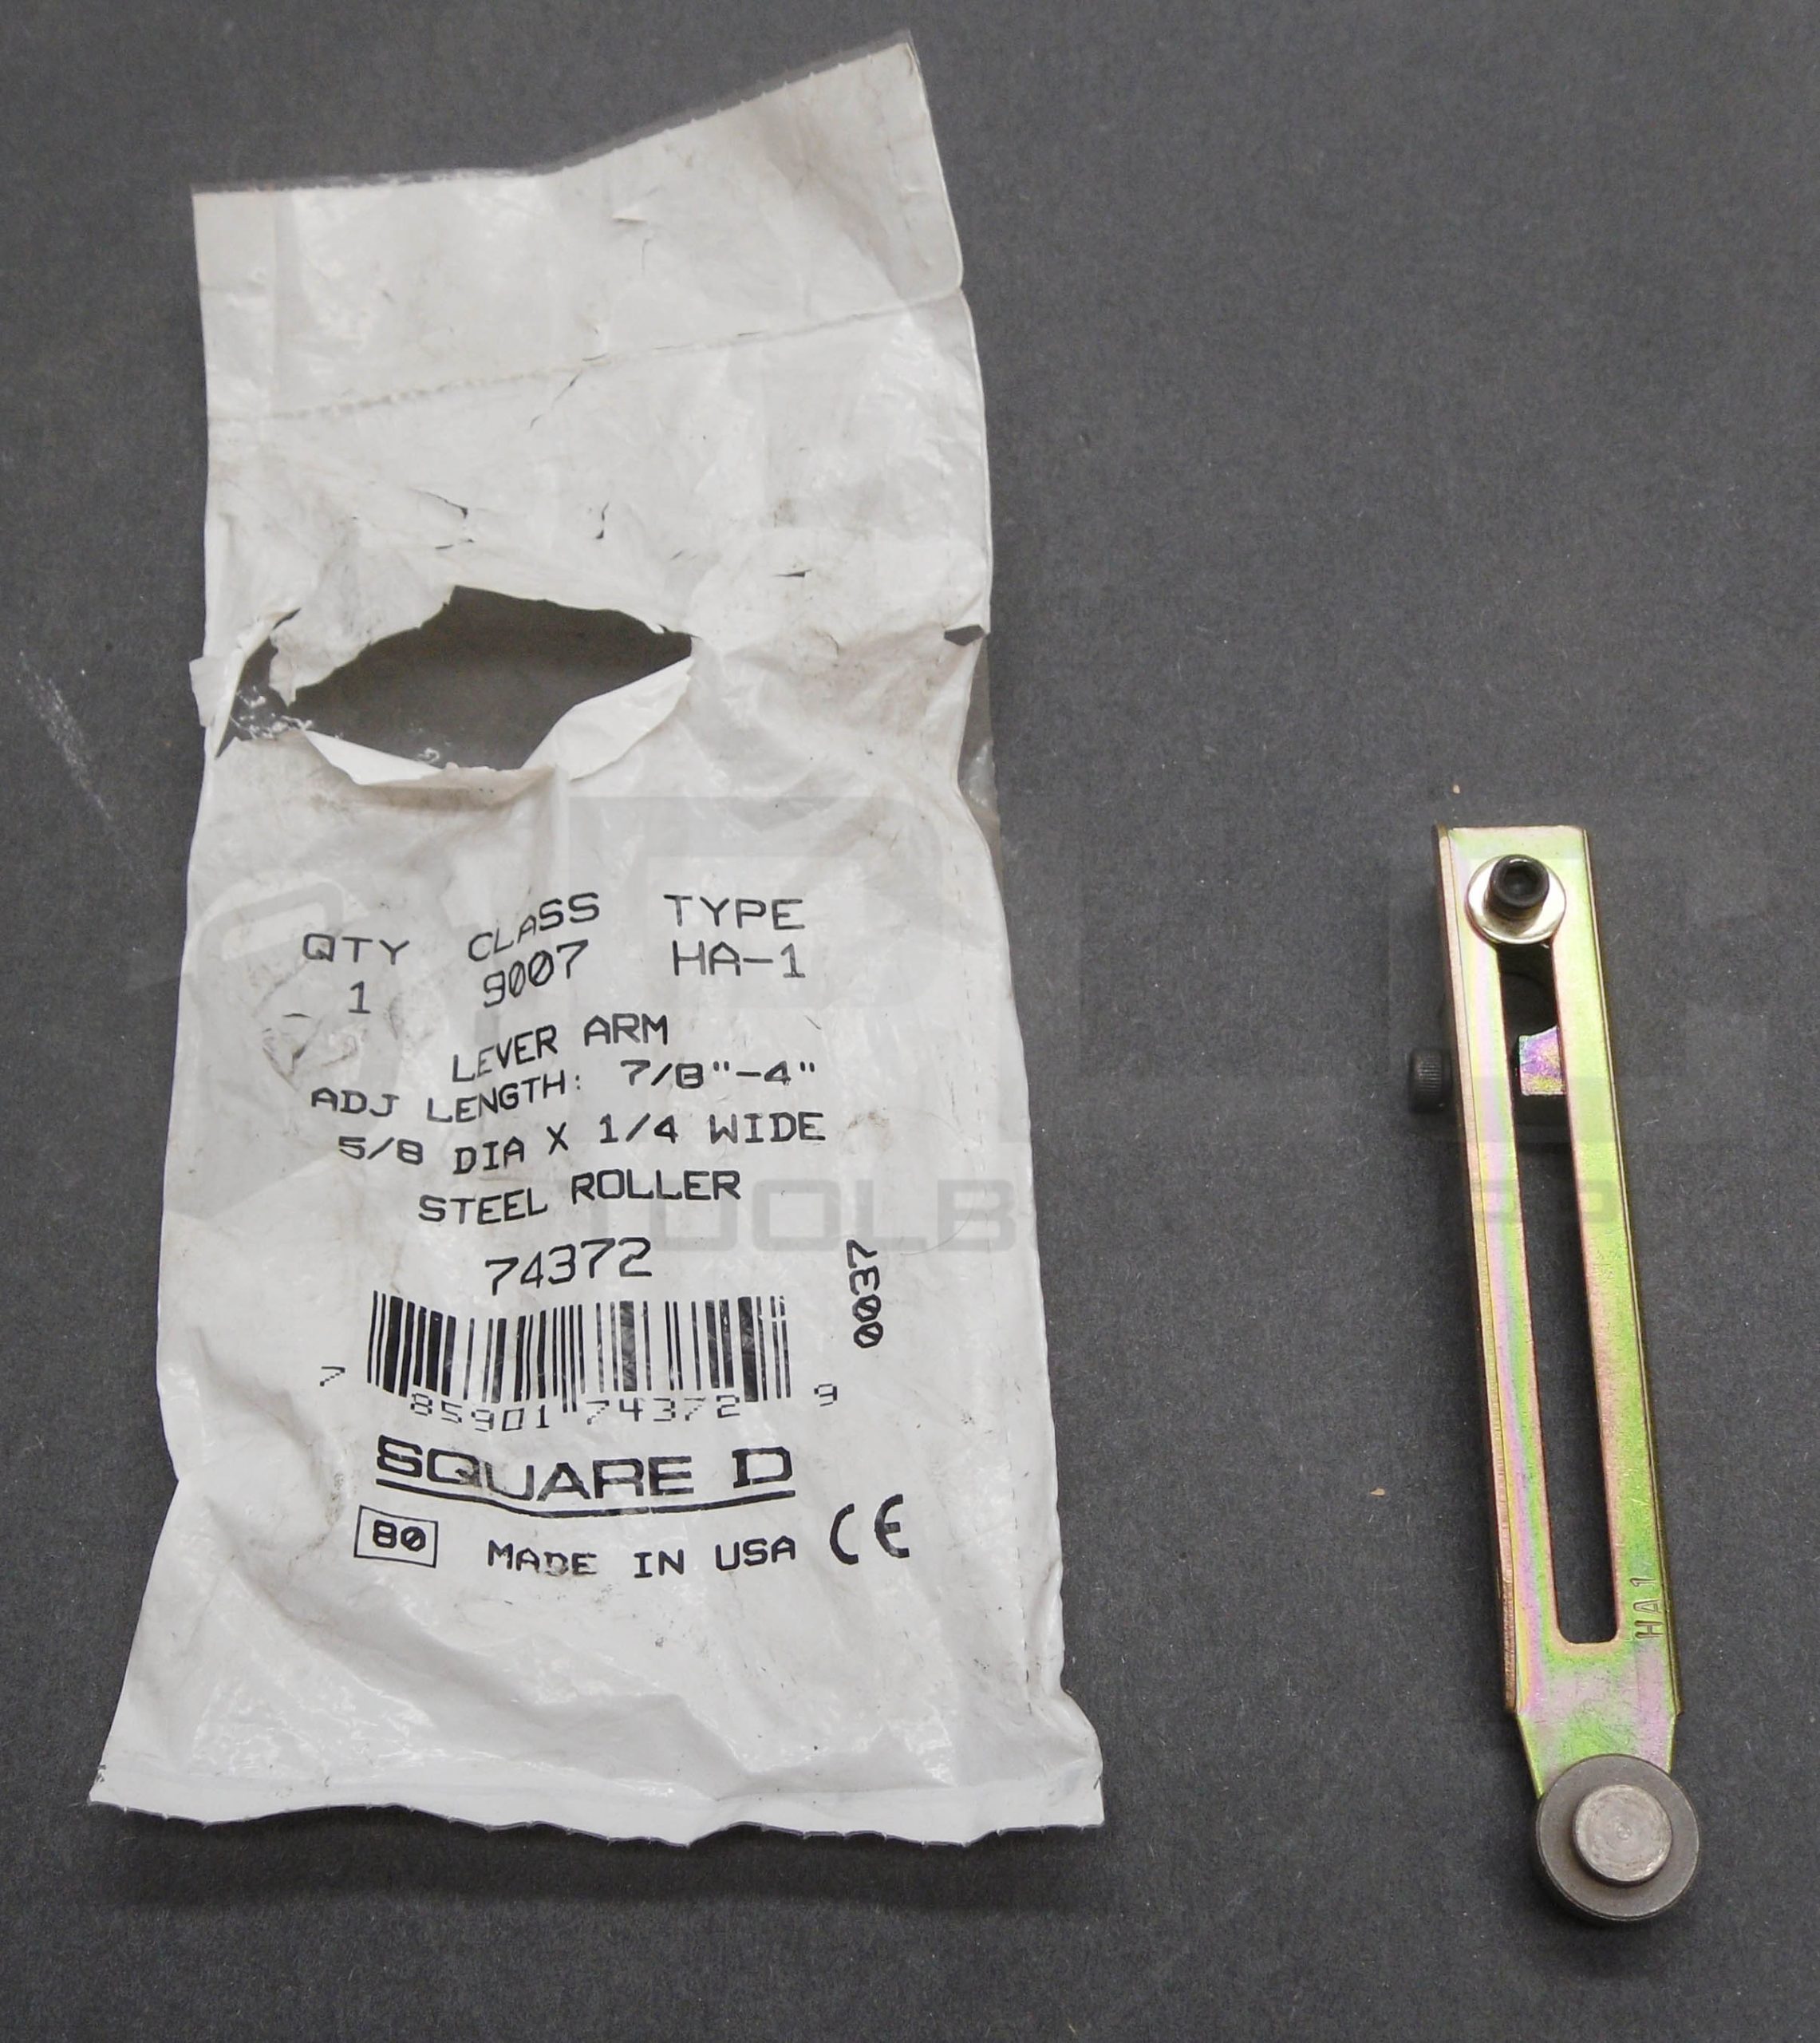 QTY CLASS TYPE
1 9007 HA-1
LEVER ARM
ADJ LENGTH: 7/8"-4"
5/8 DIA X 1/4 WIDE
STEEL ROLLER
74372
0037
7 85901 74372 9
SQUARE D
80 MADE IN USA CE
HA1